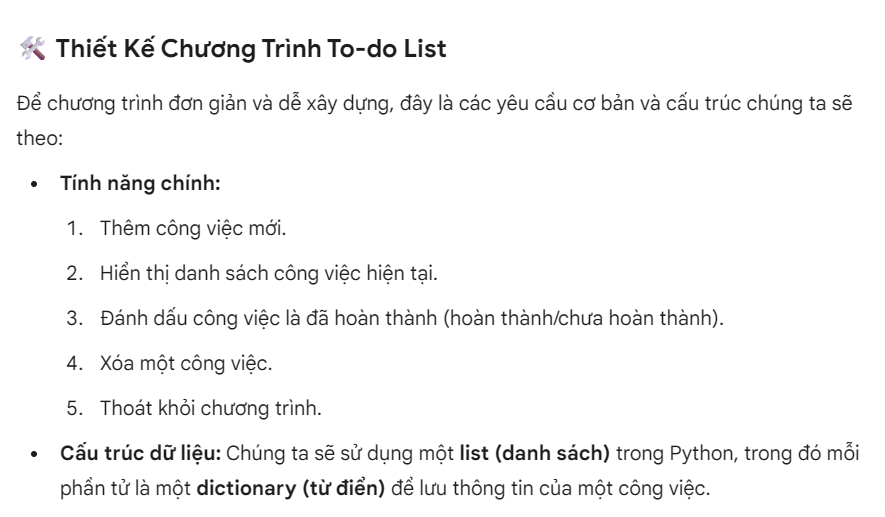 🛠️ Thiết Kế Chương Trình To-do List
Để chương trình đơn giản và dễ xây dựng, đây là các yêu cầu cơ bản và cấu trúc chúng ta sẽ
theo:
• Tính năng chính:
1. Thêm công việc mới.
2. Hiển thị danh sách công việc hiện tại.
3. Đánh dấu công việc là đã hoàn thành (hoàn thành/chưa hoàn thành).
4. Xóa một công việc.
5. Thoát khỏi chương trình.
• Cấu trúc dữ liệu: Chúng ta sẽ sử dụng một list (danh sách) trong Python, trong đó mỗi
phần tử là một dictionary (từ điển) để lưu thông tin của một công việc.